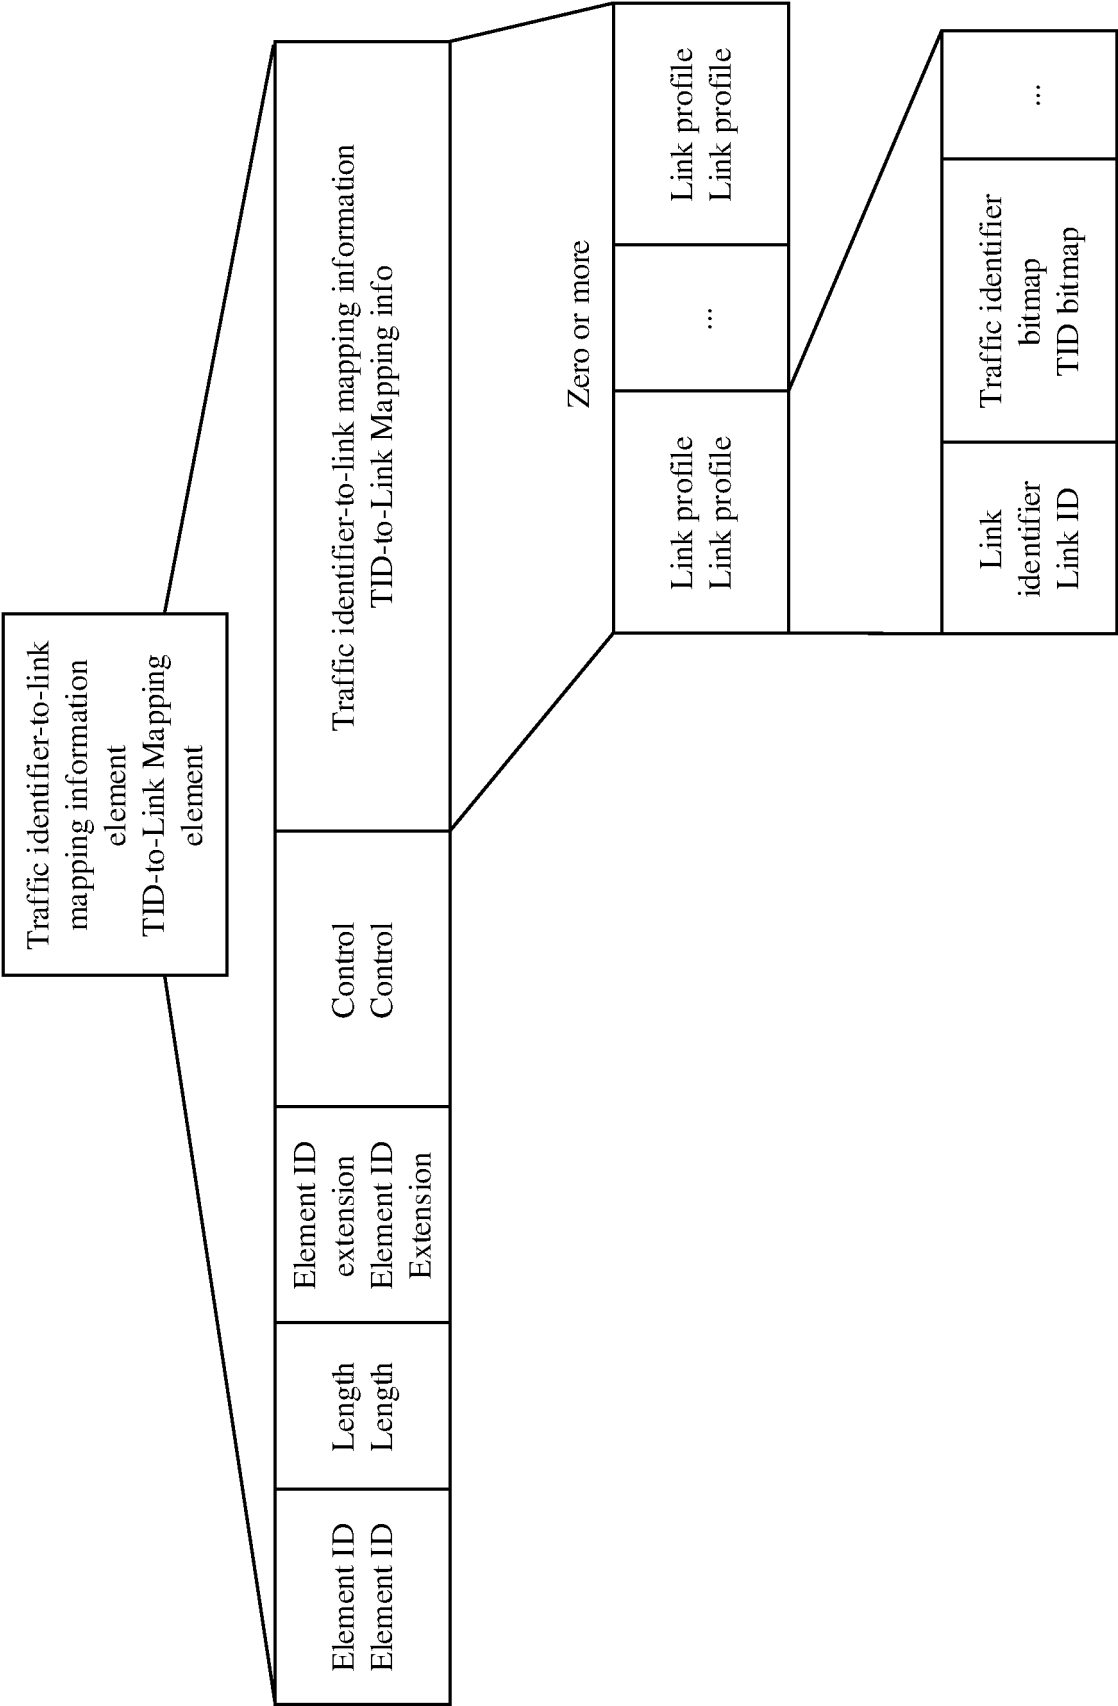 Traffic identifier-to-link
mapping information
element
TID-to-Link Mapping
element
Element ID
Element ID
Length
Length
Element ID
extension
Element ID
Extension
Control
Control
Traffic identifier-to-link mapping information
TID-to-Link Mapping info
Zero or more
Link profile
Link profile
...
Link profile
Link profile
Link
identifier
Link ID
Traffic identifier
bitmap
TID bitmap
...